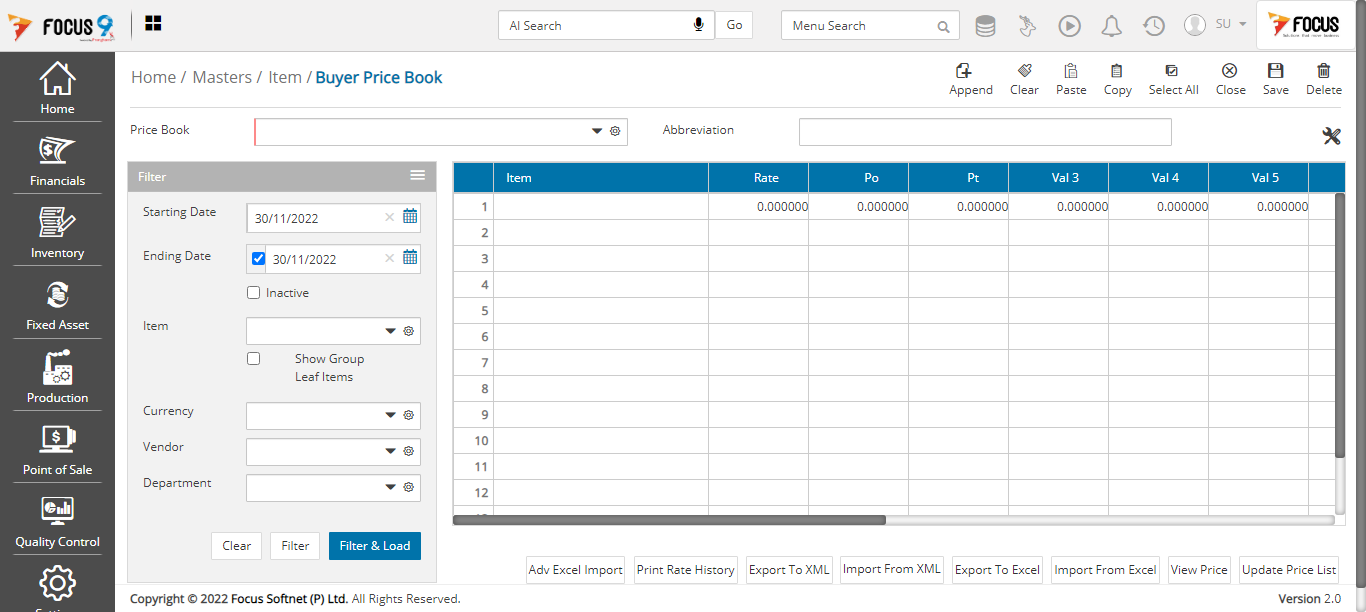 FOCUS 9
AI Search
Go
Menu Search
SU
FOCUS
Home
Financials
Inventory
Fixed Asset
Production
Point of Sale
Quality Control
Home / Masters / Item / Buyer Price Book
Append
Clear
Paste
Copy
Select All
Close
Save
Delete
Price Book
Abbreviation
Filter
Starting Date
30/11/2022
Ending Date
30/11/2022
Inactive
Item
Show Group
Leaf Items
Currency
Vendor
Department
Clear
Filter
Filter & Load
Item Rate Po Pt Val 3 Val 4 Val 5
1 0.000000 0.000000 0.000000 0.000000 0.000000 0.000000
2
3
4
5
6
7
8
9
10
11
12
Adv Excel Import
Print Rate History
Export To XML
Import From XML
Export To Excel
Import From Excel
View Price
Update Price List
Copyright © 2022 Focus Softnet (P) Ltd. All Rights Reserved.
Version 2.0